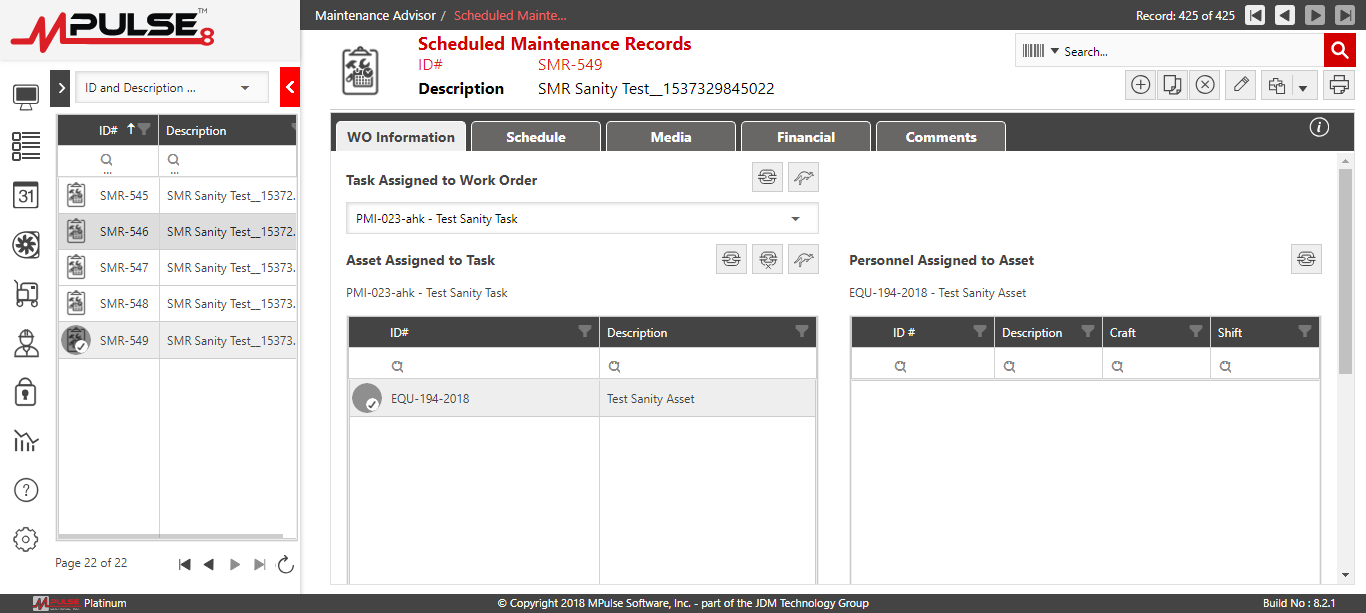 MPULSE 8 ™
Maintenance Advisor / Scheduled Mainte...
Record: 425 of 425
Scheduled Maintenance Records
ID# SMR-549
Description SMR Sanity Test__1537329845022
Search...
ID and Description ...
ID# Description
...
...
SMR-545 SMR Sanity Test__15372.
SMR-546 SMR Sanity Test__15372.
SMR-547 SMR Sanity Test__15373.
SMR-548 SMR Sanity Test__15373.
SMR-549 SMR Sanity Test__15373.
Page 22 of 22
31
?
WO Information Schedule Media Financial Comments
i
Task Assigned to Work Order
PMI-023-ahk - Test Sanity Task
Asset Assigned to Task
PMI-023-ahk - Test Sanity Task
ID# Description
EQU-194-2018 Test Sanity Asset
Personnel Assigned to Asset
EQU-194-2018 - Test Sanity Asset
ID # Description Craft Shift
MPULSE Platinum
© Copyright 2018 MPulse Software, Inc. - part of the JDM Technology Group
Build No : 8.2.1